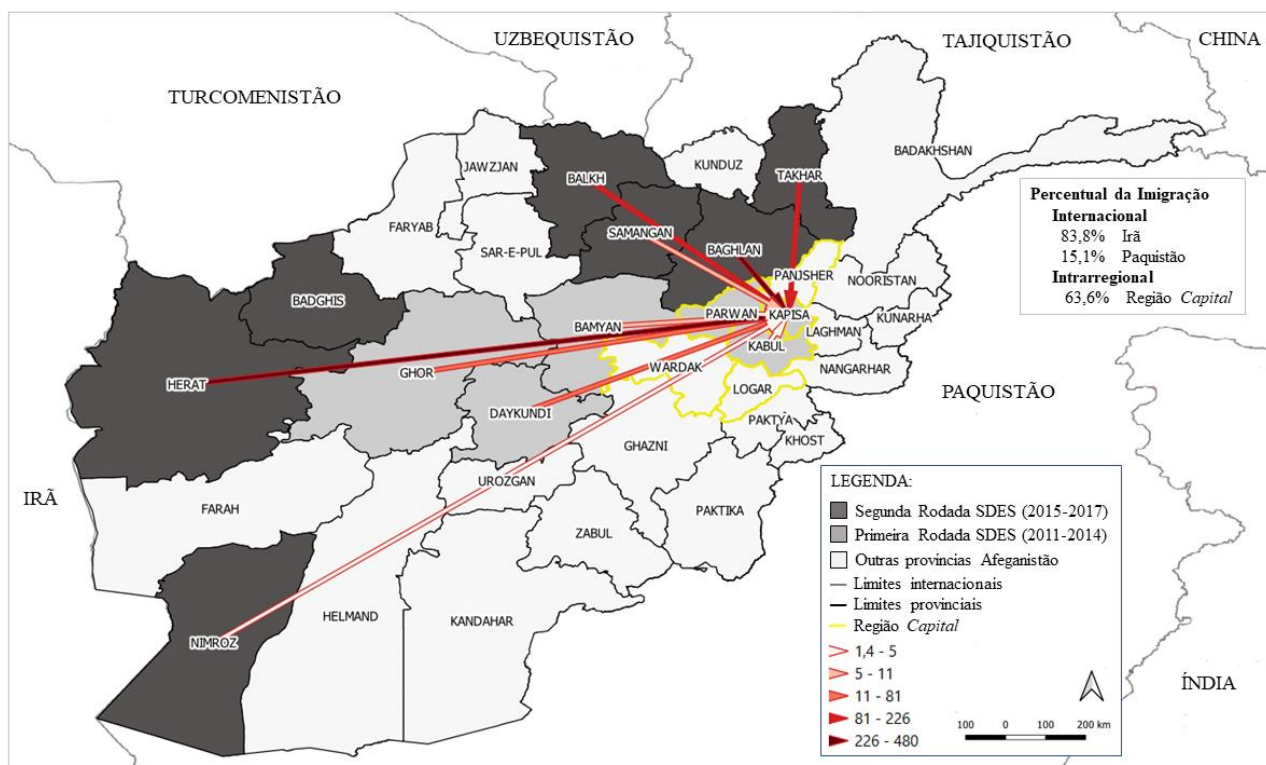 UZBEQUISTÃO
TAJIQUISTÃO
CHINA
TURCOMENISTÃO
JAWZJAN
BALKH
KUNDUZ
TAKHAR
BADAKHSHAN
FARYAB
SAR-E-PUL
SAMANGAN
BAGHLAN
PANJSHER
NOORISTAN
BADGHIS
BAMYAN
PARWAN
KAPISA
KUNARHA
LAGHMAN
KABUL
HERAT
GHOR
WARDAK
NANGARHAR
LOGAR
DAYKUNDI
PAKTYA
KHOST
GHAZNI
PAQUISTÃO
IRÃ
FARAH
UROZGAN
ZABUL
PAKTIKA
NIMROZ
HELMAND
KANDAHAR
ÍNDIA
Percentual da Imigração
Internacional
83,8% Irã
15,1% Paquistão
Intrarregional
63,6% Região Capital
LEGENDA:
Segunda Rodada SDES (2015-2017)
Primeira Rodada SDES (2011-2014)
Outras provincias Afeganistão
Limites internacionais
Limites provinciais
Região Capital
1,4 - 5
5 - 11
11 - 81
81 - 226
226 - 480
100 0 100 200 km